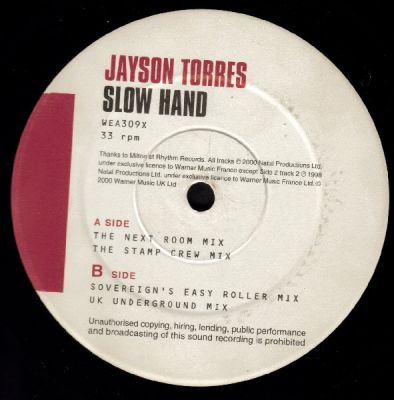 JAYSON TORRES
SLOW HAND
WEA309X
33 rpm
Thanks to Milton at Rhythm Records. All tracks ℗ 2000 Natal Productions Ltd.
under exclusive licence to Warner Music France except Side 2 track 2 ℗ 1998
Natal Productions Ltd. under exclusive licence to Warner Music France Ltd. ©
2000 Warner Music UK Ltd
A SIDE
THE NEXT ROOM MIX
THE STAMP CREW MIX
B SIDE
SOVEREIGN'S EASY ROLLER MIX
UK UNDERGROUND MIX
Unauthorised copying, hiring, lending, public performance
and broadcasting of this sound recording is prohibited